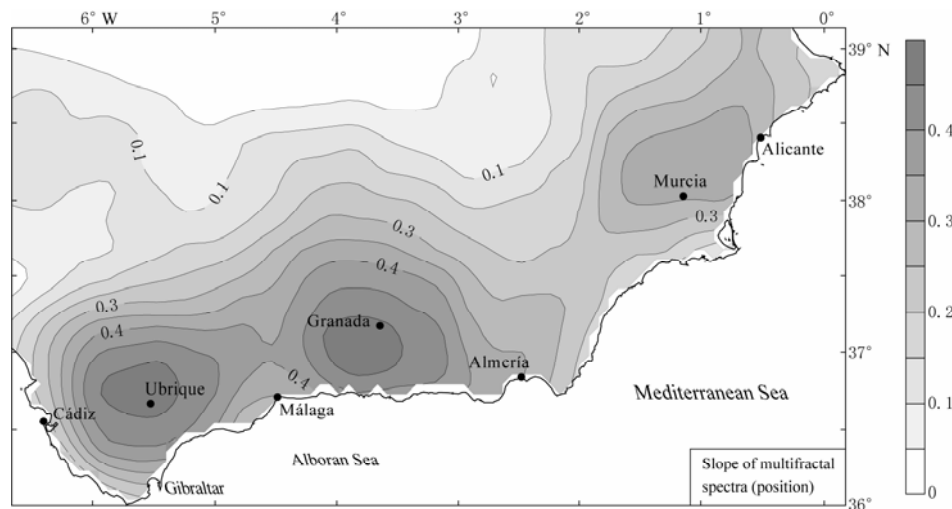 6° W 5° 4° 3° 2° 1° 0°
39° N
0.1
0.4
Alicante
0.1
0.1
Murcia
38°
0.3
0.3
0.3
0.4
0.3
Granada
0.4
0.2
37°
Almería
Ubrique
0.4
Mediterranean Sea
Cádiz
Málaga
0.1
Alboran Sea
Slope of multifractal
spectra (position)
Gibraltar
36°
0